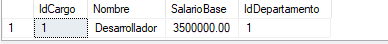 IdCargo Nombre SalarioBase IdDepartamento
1 1 Desarrollador 3500000.00 1